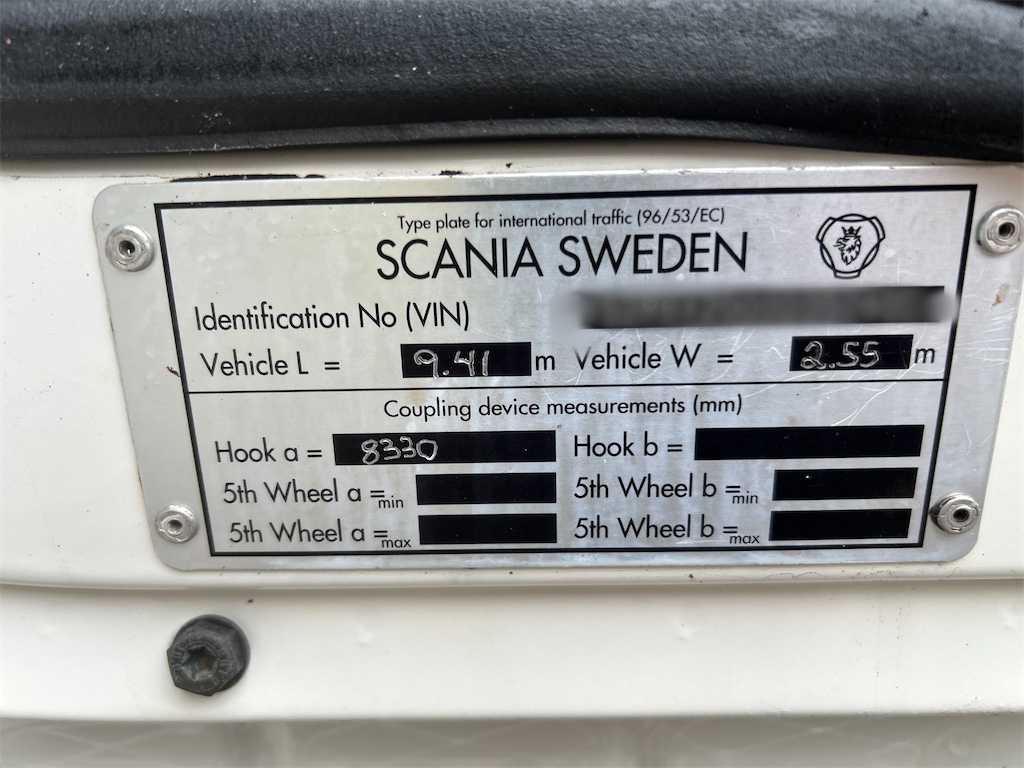 Type plate for international traffic (96/53/EC)
SCANIA SWEDEN
Identification No (VIN)
Vehicle L = 9.41 m Vehicle W = 2.55 m
Coupling device measurements (mm)
Hook a = 8330 Hook b =
5th Wheel a =min 5th Wheel b =min
5th Wheel a =max 5th Wheel b =max